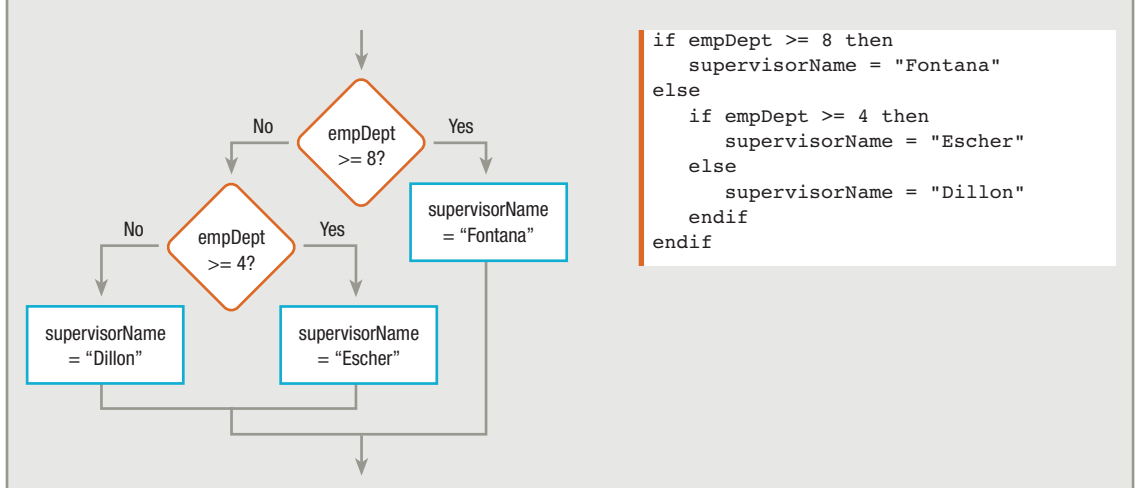 empDept
>= 8?
No
Yes
supervisorName
= “Fontana”
empDept
>= 4?
No
Yes
supervisorName
= “Dillon”
supervisorName
= “Escher”
if empDept >= 8 then
   supervisorName = "Fontana"
else
   if empDept >= 4 then
      supervisorName = "Escher"
   else
      supervisorName = "Dillon"
   endif
endif